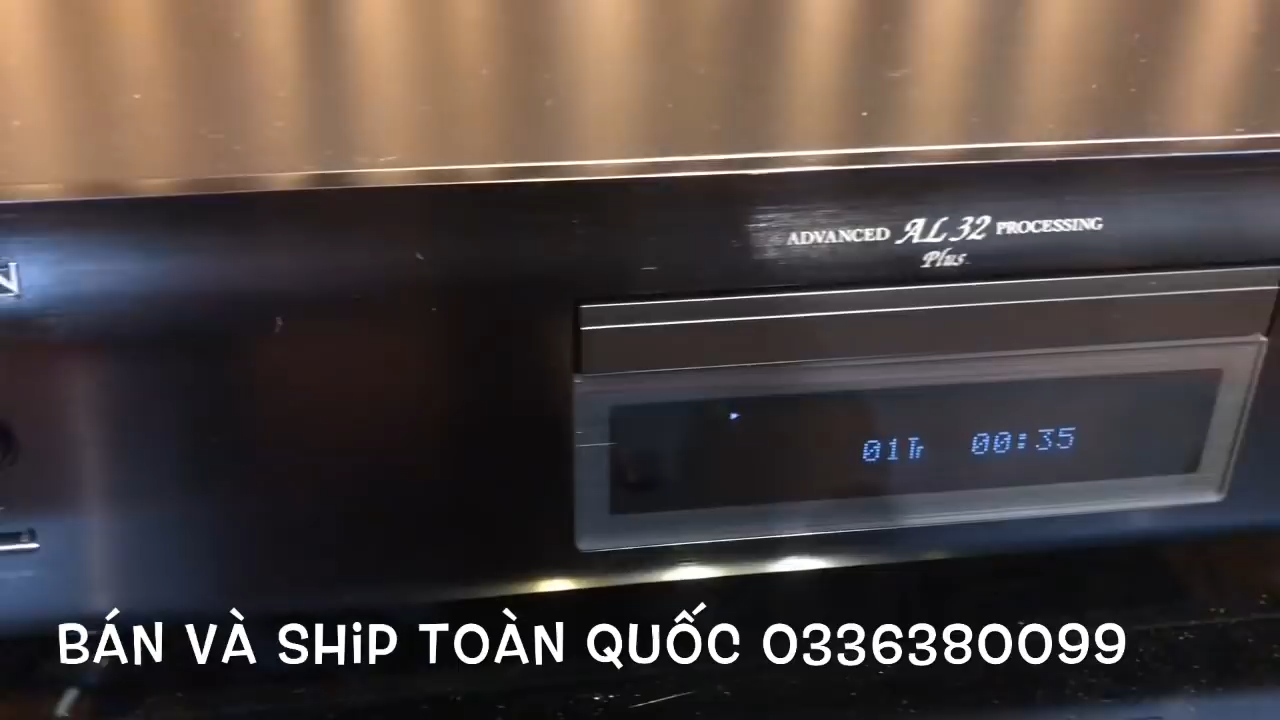 ADVANCED AL 32 PROCESSING
Plus
N
01Tr 00:35
BÁN VÀ SHiP TOÀN QUỐC 0336380099